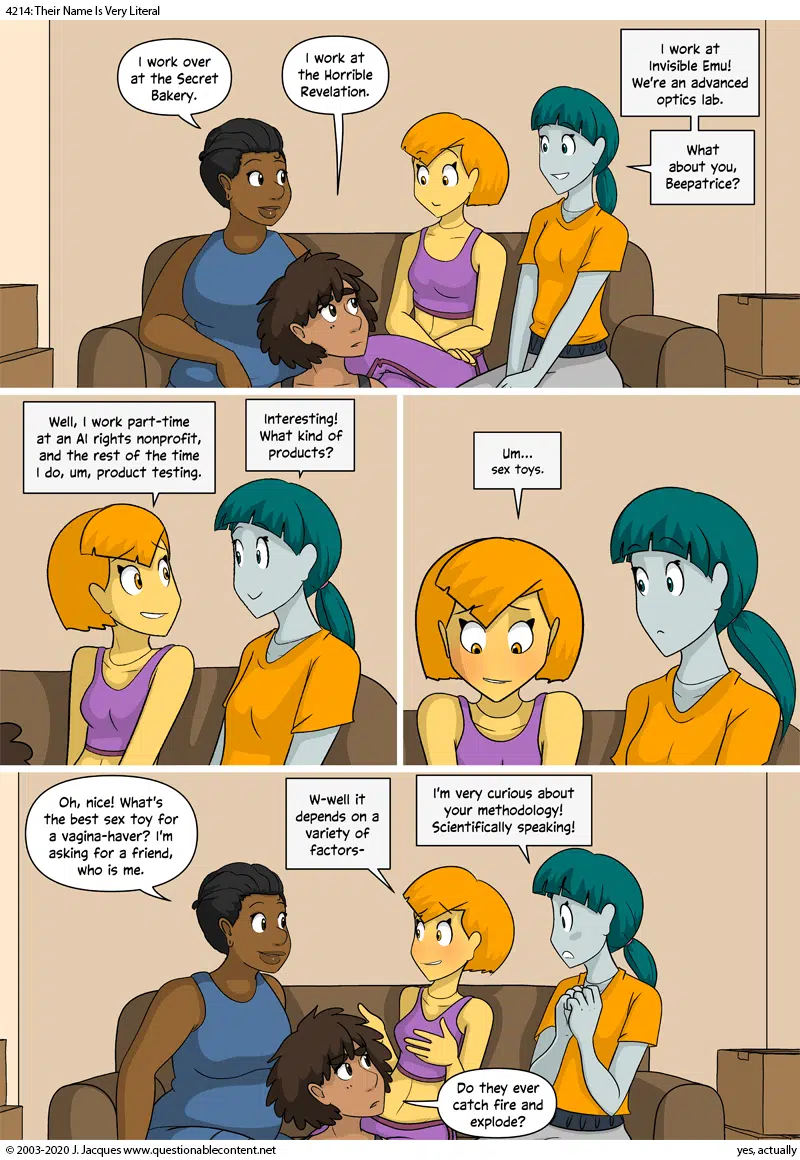 4214: Their Name Is Very Literal
I work over
at the Secret
Bakery.
I work at
the Horrible
Revelation.
I work at
Invisible Emu!
We're an advanced
optics lab.
What
about you,
Beepatrice?
Well, I work part-time
at an AI rights nonprofit,
and the rest of the time
I do, um, product testing.
Interesting!
What kind of
products?
Um...
sex toys.
Oh, nice! What's
the best sex toy for
a vagina-haver? I'm
asking for a friend,
who is me.
W-well it
depends on a
variety of
factors-
I'm very curious about
your methodology!
Scientifically speaking!
Do they ever
catch fire and
explode?
© 2003-2020 J. Jacques www.questionablecontent.net
yes, actually